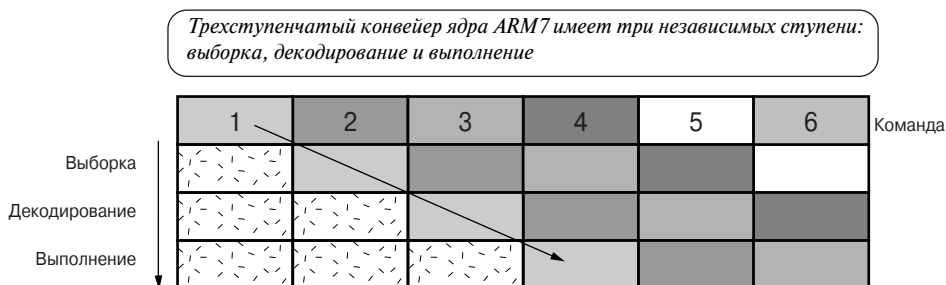 Трехступенчатый конвейер ядра ARM7 имеет три независимых ступени:
выборка, декодирование и выполнение
1 2 3 4 5 6 Команда
Выборка
Декодирование
Выполнение